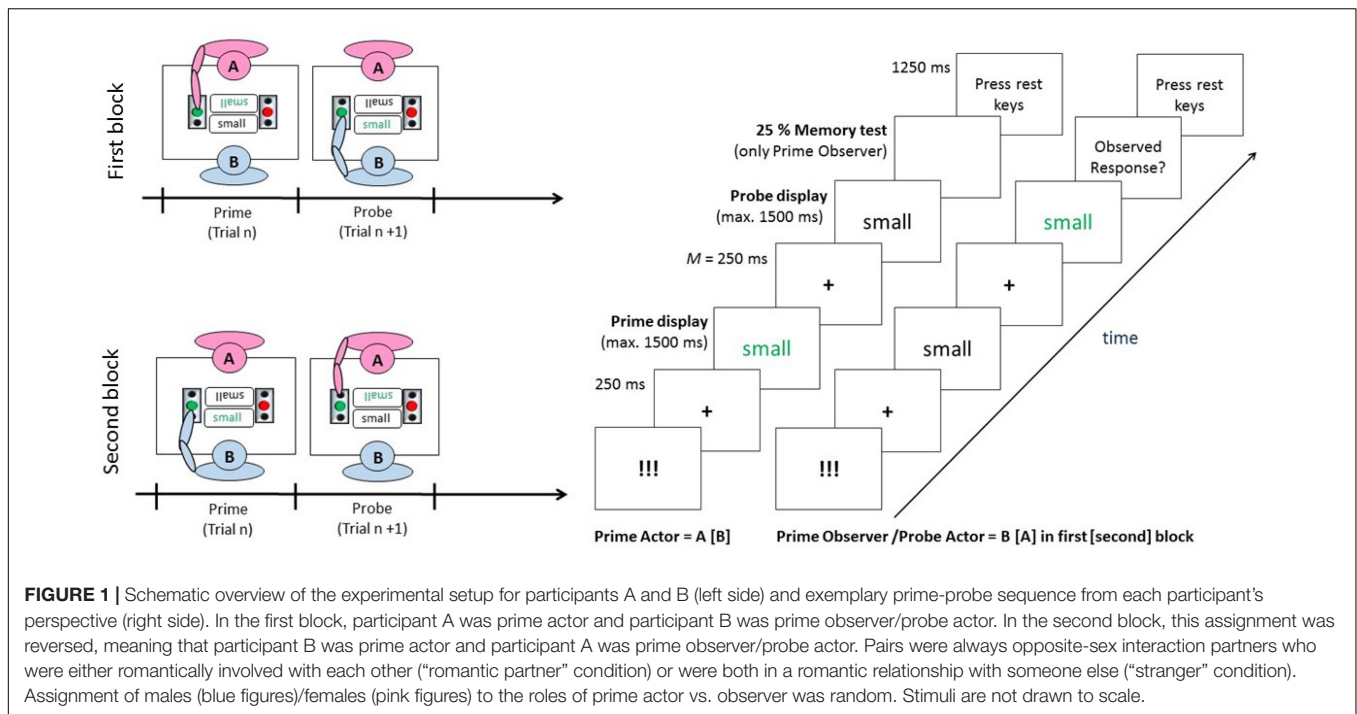 First block
A
small
small
B
Prime
(Trial n)
A
small
small
B
Probe
(Trial n +1)
Second block
A
small
small
B
Prime
(Trial n)
A
small
small
B
Probe
(Trial n +1)
1250 ms
Press rest
keys
25 % Memory test
(only Prime Observer)
Probe display
(max. 1500 ms)
small
M = 250 ms
+
Prime display
(max. 1500 ms)
small
250 ms
+
!!!
Press rest
keys
Observed
Response?
small
+
small
+
!!!
time
Prime Actor = A [B]
Prime Observer /Probe Actor = B [A] in first [second] block
FIGURE 1 | Schematic overview of the experimental setup for participants A and B (left side) and exemplary prime-probe sequence from each participant's
perspective (right side). In the first block, participant A was prime actor and participant B was prime observer/probe actor. In the second block, this assignment was
reversed, meaning that participant B was prime actor and participant A was prime observer/probe actor. Pairs were always opposite-sex interaction partners who
were either romantically involved with each other ("romantic partner" condition) or were both in a romantic relationship with someone else ("stranger" condition).
Assignment of males (blue figures)/females (pink figures) to the roles of prime actor vs. observer was random. Stimuli are not drawn to scale.